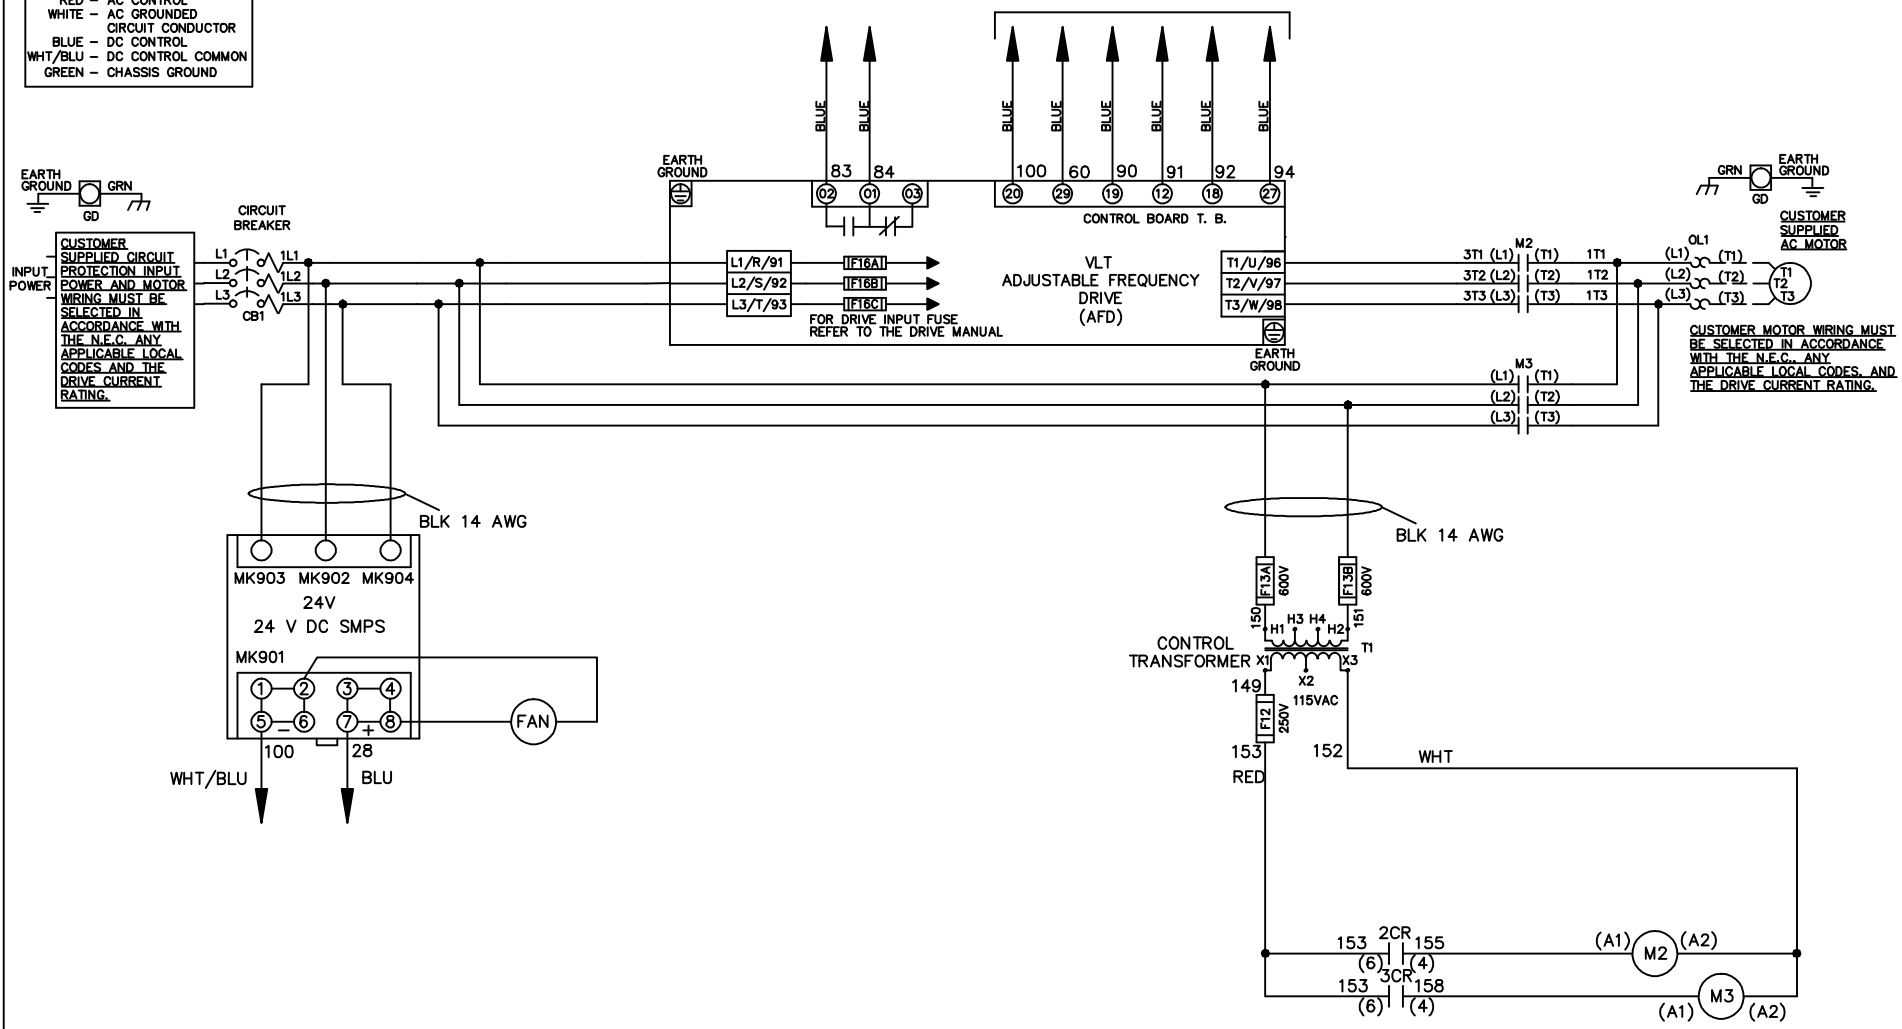 RED - AC CONTROL
WHITE - AC GROUNDED
CIRCUIT CONDUCTOR
BLUE - DC CONTROL
WHT/BLU - DC CONTROL COMMON
GREEN - CHASSIS GROUND
BLUE
BLUE
BLUE
BLUE
BLUE
BLUE
BLUE
BLUE
EARTH
GROUND
GRN
GD
CIRCUIT
BREAKER
CUSTOMER
SUPPLIED CIRCUIT
PROTECTION INPUT
POWER AND MOTOR
WIRING MUST BE
SELECTED IN
ACCORDANCE WITH
THE N.E.C. ANY
APPLICABLE LOCAL
CODES AND THE
DRIVE CURRENT
RATING.
INPUT
POWER
L1
L2
L3
1L1
1L2
1L3
CB1
EARTH
GROUND
83
84
02
01
03
100
60
90
91
92
94
20
29
19
12
18
27
CONTROL BOARD T. B.
L1/R/91
L2/S/92
L3/T/93
F16A
F16B
F16C
FOR DRIVE INPUT FUSE
REFER TO THE DRIVE MANUAL
VLT
ADJUSTABLE FREQUENCY
DRIVE
(AFD)
T1/U/96
T2/V/97
T3/W/98
EARTH
GROUND
M2
3T1 (L1) (T1) 1T1
3T2 (L2) (T2) 1T2
3T3 (L3) (T3) 1T3
M3
(L1) (T1)
(L2) (T2)
(L3) (T3)
GRN
EARTH
GROUND
GD
CUSTOMER
SUPPLIED
AC MOTOR
OL1
(L1) (T1)
(L2) (T2)
(L3) (T3)
T1
T2
T3
CUSTOMER MOTOR WIRING MUST
BE SELECTED IN ACCORDANCE
WITH THE N.E.C., ANY
APPLICABLE LOCAL CODES, AND
THE DRIVE CURRENT RATING.
BLK 14 AWG
MK903 MK902 MK904
24V
24 V DC SMPS
MK901
1 2 3 4
5 6 7 8
- +
FAN
100
28
WHT/BLU
BLU
BLK 14 AWG
F13A
600V
F13B
600V
150
151
H1 H3 H4 H2
CONTROL
TRANSFORMER
T1
X1
X3
X2
115VAC
149
F12
250V
153
RED
152
WHT
153 2CR 155
(6) (4)
(A1) M2 (A2)
153 3CR 158
(6) (4)
(A1) M3 (A2)